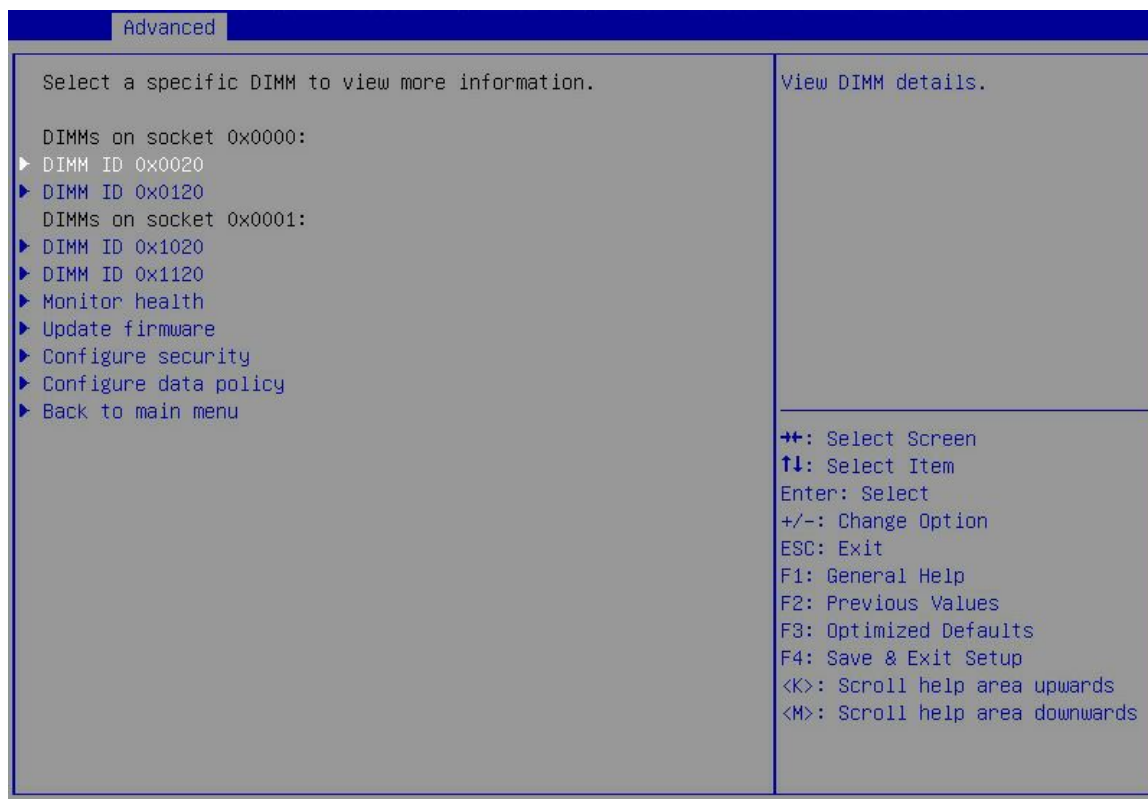 Advanced
Select a specific DIMM to view more information.
DIMMs on socket 0x0000:
DIMM ID 0x0020
DIMM ID 0x0120
DIMMs on socket 0x0001:
DIMM ID 0x1020
DIMM ID 0x1120
Monitor health
Update firmware
Configure security
Configure data policy
Back to main menu
View DIMM details.
→←: Select Screen
↑↓: Select Item
Enter: Select
+/-: Change Option
ESC: Exit
F1: General Help
F2: Previous Values
F3: Optimized Defaults
F4: Save & Exit Setup
<K>: Scroll help area upwards
<M>: Scroll help area downwards